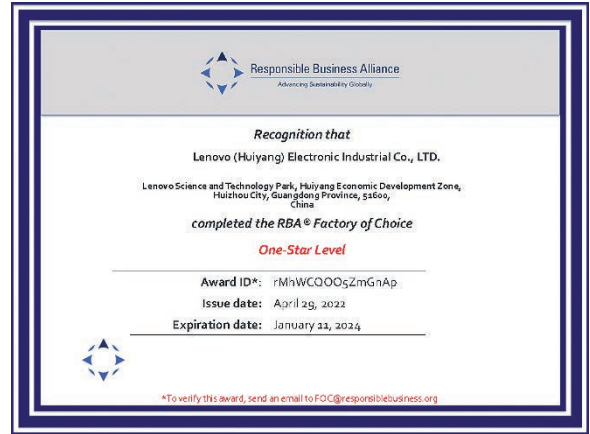 Responsible Business Alliance
Advancing Sustainability Globally
Recognition that
Lenovo (Huiyang) Electronic Industrial Co., LTD.
Lenovo Science and Technology Park, Huiyang Economic Development Zone,
Huizhou City, Guangdong Province, 51600,
China
completed the RBA® Factory of Choice
One-Star Level
Award ID*: rMhWCQOO5ZmGnAp
Issue date: April 29, 2022
Expiration date: January 11, 2024
*To verify this award, send an email to FOC@responsiblebusiness.org